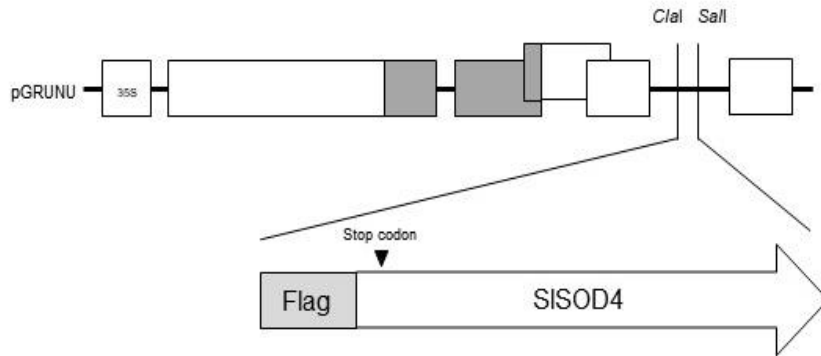 ClaI SalI
pGRUNU
35S
Stop codon
Flag
SlSOD4